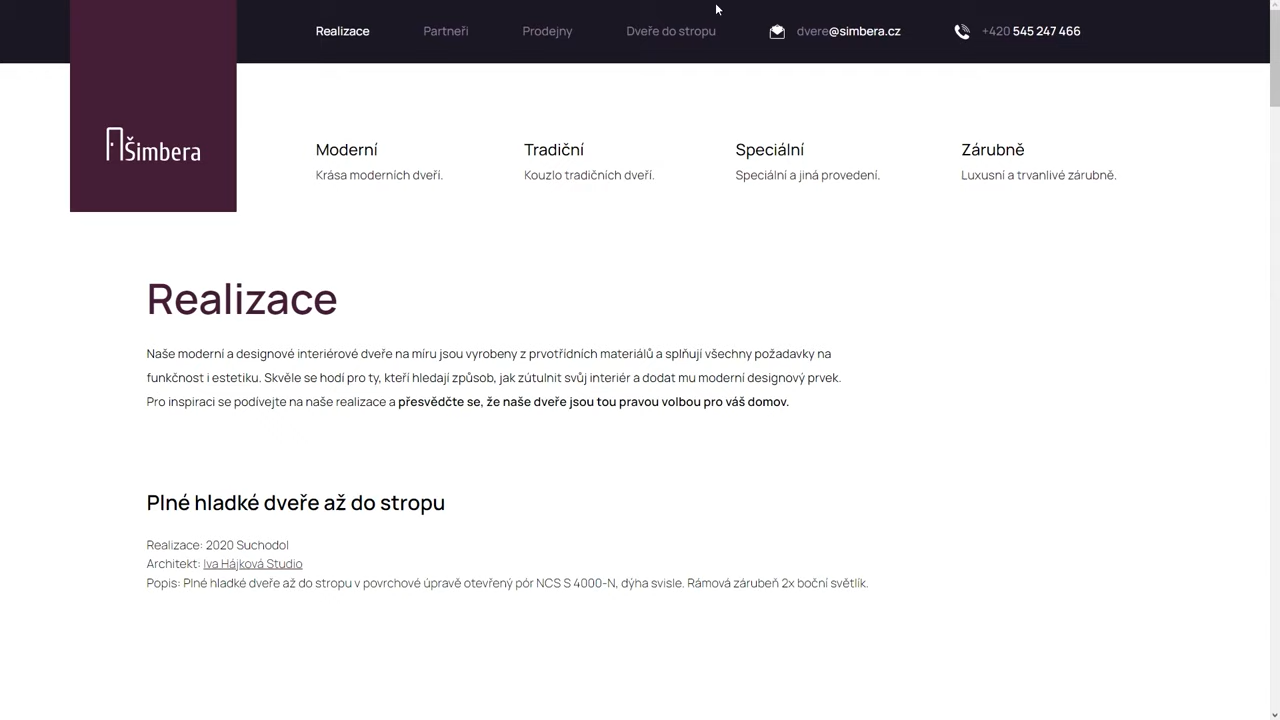 Realizace Partneři Prodejny Dveře do stropu dvere@simbera.cz +420 545 247 466
Šimbera
Moderní Tradiční Speciální Zárubně
Krása moderních dveří. Kouzlo tradičních dveří. Speciální a jiná provedení. Luxusní a trvanlivé zárubně.
Realizace
Naše moderní a designové interiérové dveře na míru jsou vyrobeny z prvotřídních materiálů a splňují všechny požadavky na
funkčnost i estetiku. Skvěle se hodí pro ty, kteří hledají způsob, jak zútulnit svůj interiér a dodat mu moderní designový prvek.
Pro inspiraci se podívejte na naše realizace a přesvědčte se, že naše dveře jsou tou pravou volbou pro váš domov.
Plné hladké dveře až do stropu
Realizace: 2020 Suchodol
Architekt: Iva Hájková Studio
Popis: Plné hladké dveře až do stropu v povrchové úpravě otevřený pór NCS S 4000-N, dýha svisle. Rámová zárubeň 2x boční světlík.